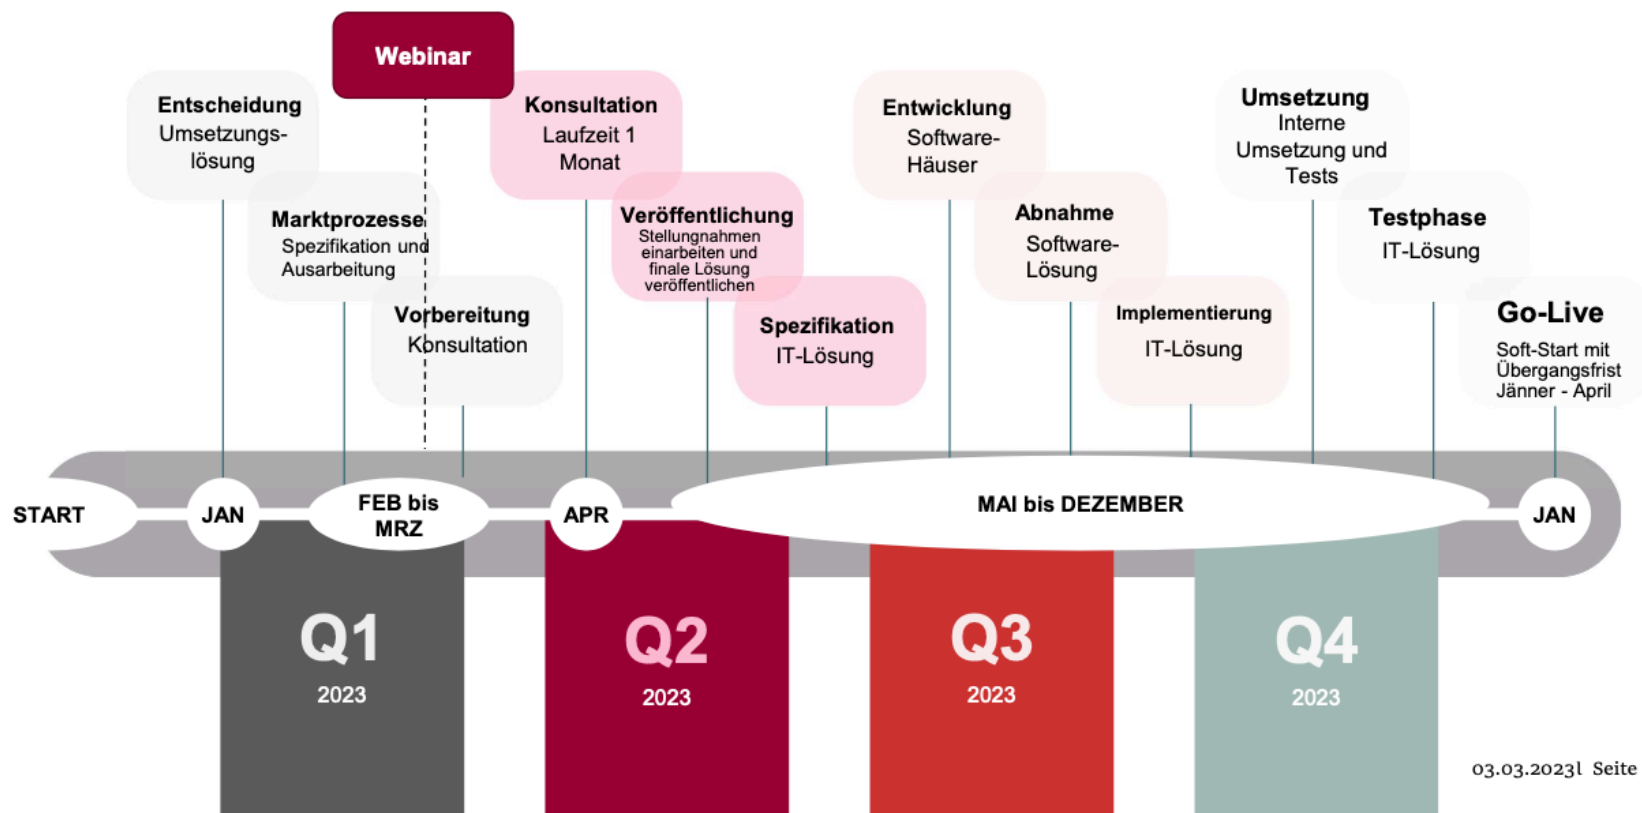 Webinar
Entscheidung
Umsetzungs-
lösung
Marktprozesse
Spezifikation und
Ausarbeitung
Vorbereitung
Konsultation
Konsultation
Laufzeit 1
Monat
Veröffentlichung
Stellungnahmen
einarbeiten und
finale Lösung
veröffentlichen
Spezifikation
IT-Lösung
Entwicklung
Software-
Häuser
Abnahme
Software-
Lösung
Implementierung
IT-Lösung
Umsetzung
Interne
Umsetzung und
Tests
Testphase
IT-Lösung
Go-Live
Soft-Start mit
Übergangsfrist
Jänner - April
START
JAN
FEB bis
MRZ
APR
MAI bis DEZEMBER
JAN
Q1
2023
Q2
2023
Q3
2023
Q4
2023
03.03.2023l Seite